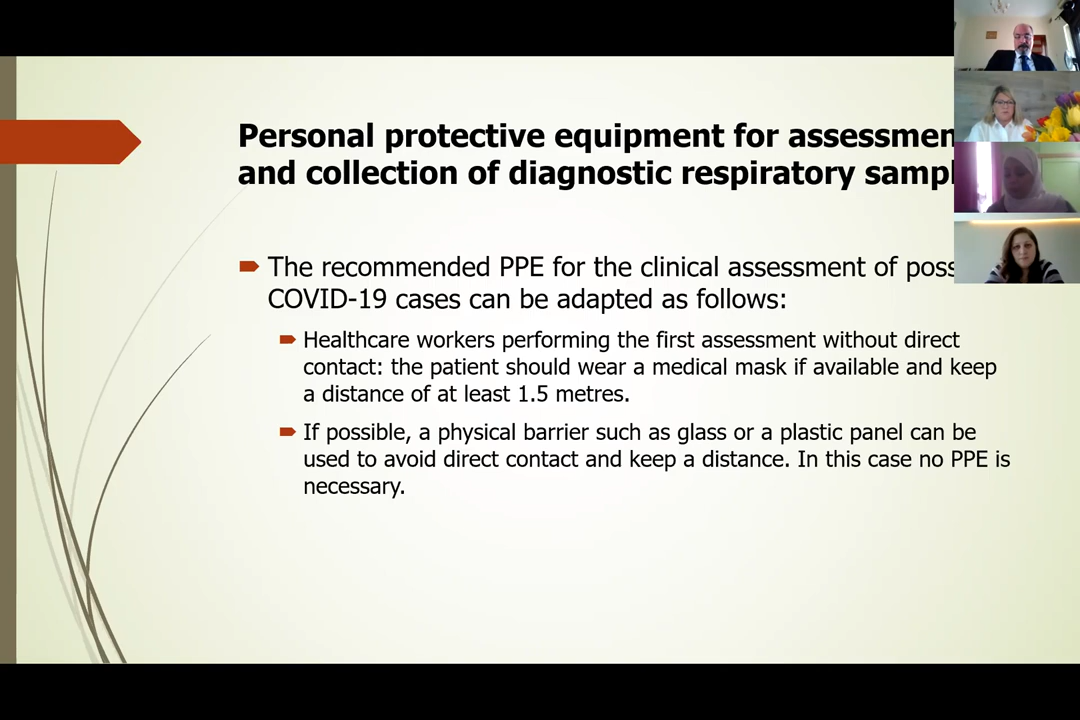 Personal protective equipment for
and collection of diagnostic respiratory
The recommended PPE for the clinical assessment of
COVID-19 cases can be adapted as follows:
Healthcare workers performing the first assessment without direct
contact: the patient should wear a medical mask if available and keep
a distance of at least 1.5 metres.
If possible, a physical barrier such as glass or a plastic panel can be
used to avoid direct contact and keep a distance. In this case no PPE is
necessary.